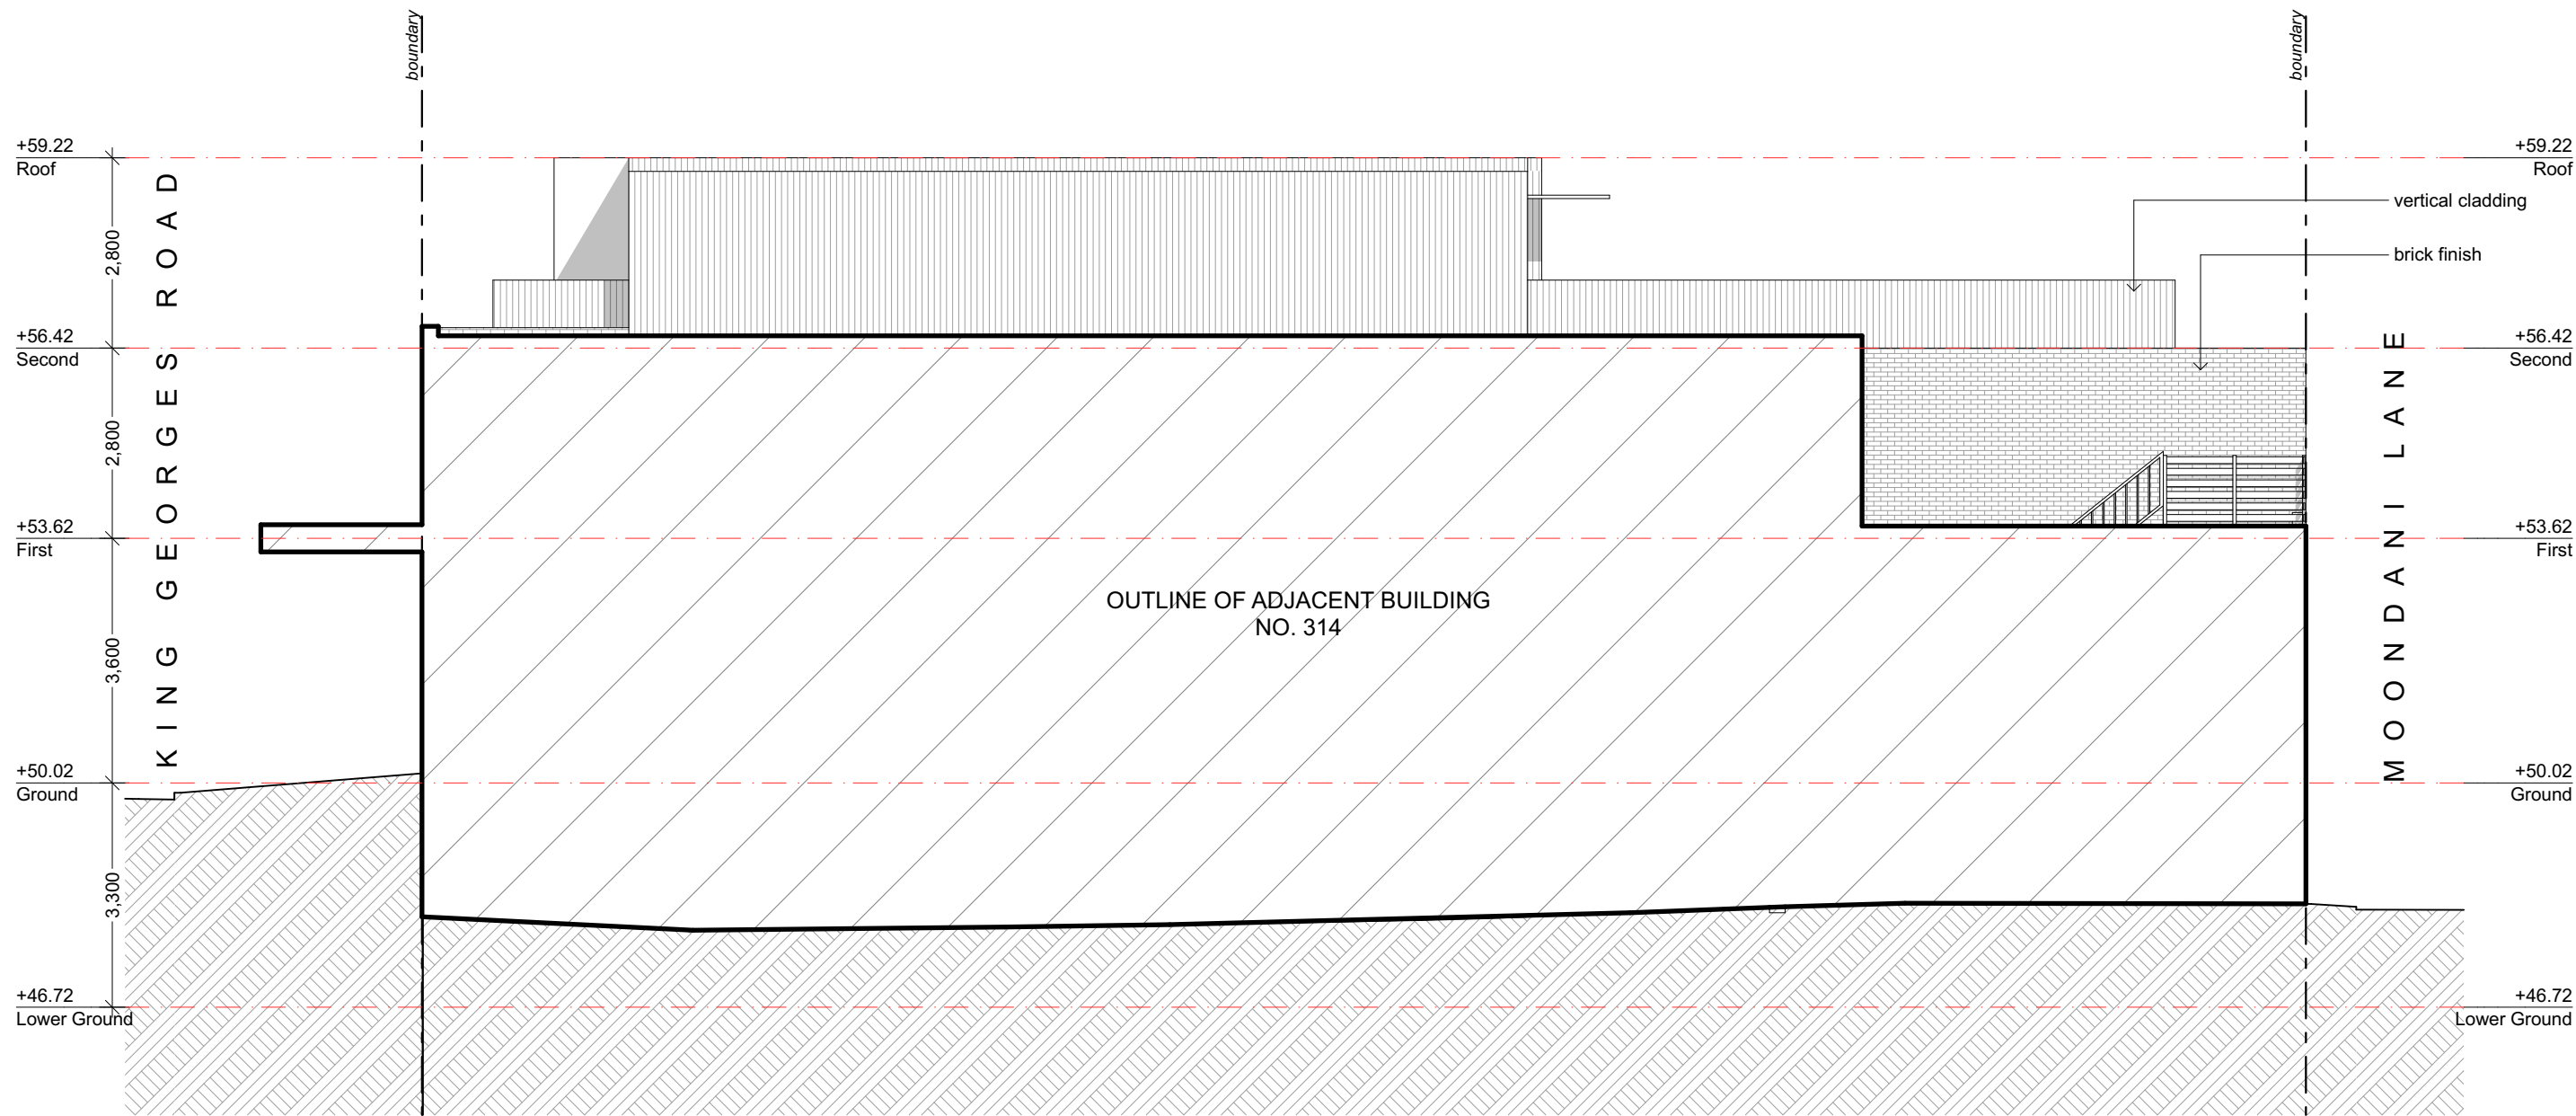 boundary
boundary
+59.22
Roof
+59.22
Roof
vertical cladding
brick finish
2,800
KING GEORGES ROAD
+56.42
Second
+56.42
Second
MOONDANI LANE
2,800
+53.62
First
+53.62
First
OUTLINE OF ADJACENT BUILDING
NO. 314
3,600
+50.02
Ground
+50.02
Ground
3,300
+46.72
Lower Ground
+46.72
Lower Ground